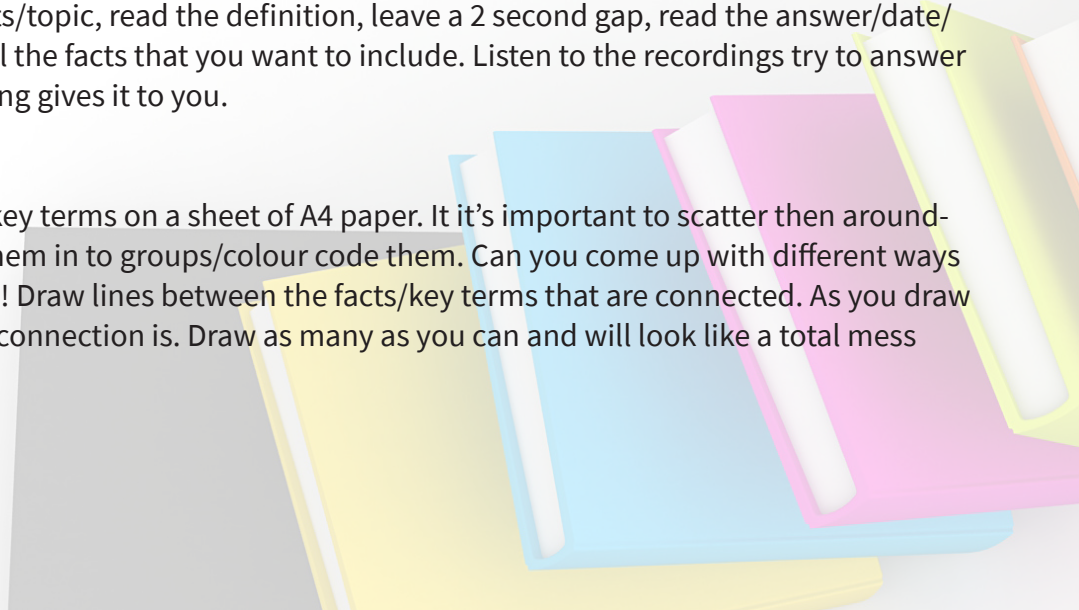 ts/topic, read the definition, leave a 2 second gap, read the answer/date/
l the facts that you want to include. Listen to the recordings try to answer
ng gives it to you.
key terms on a sheet of A4 paper. It it’s important to scatter then around-
hem in to groups/colour code them. Can you come up with different ways
! Draw lines between the facts/key terms that are connected. As you draw
connection is. Draw as many as you can and will look like a total mess